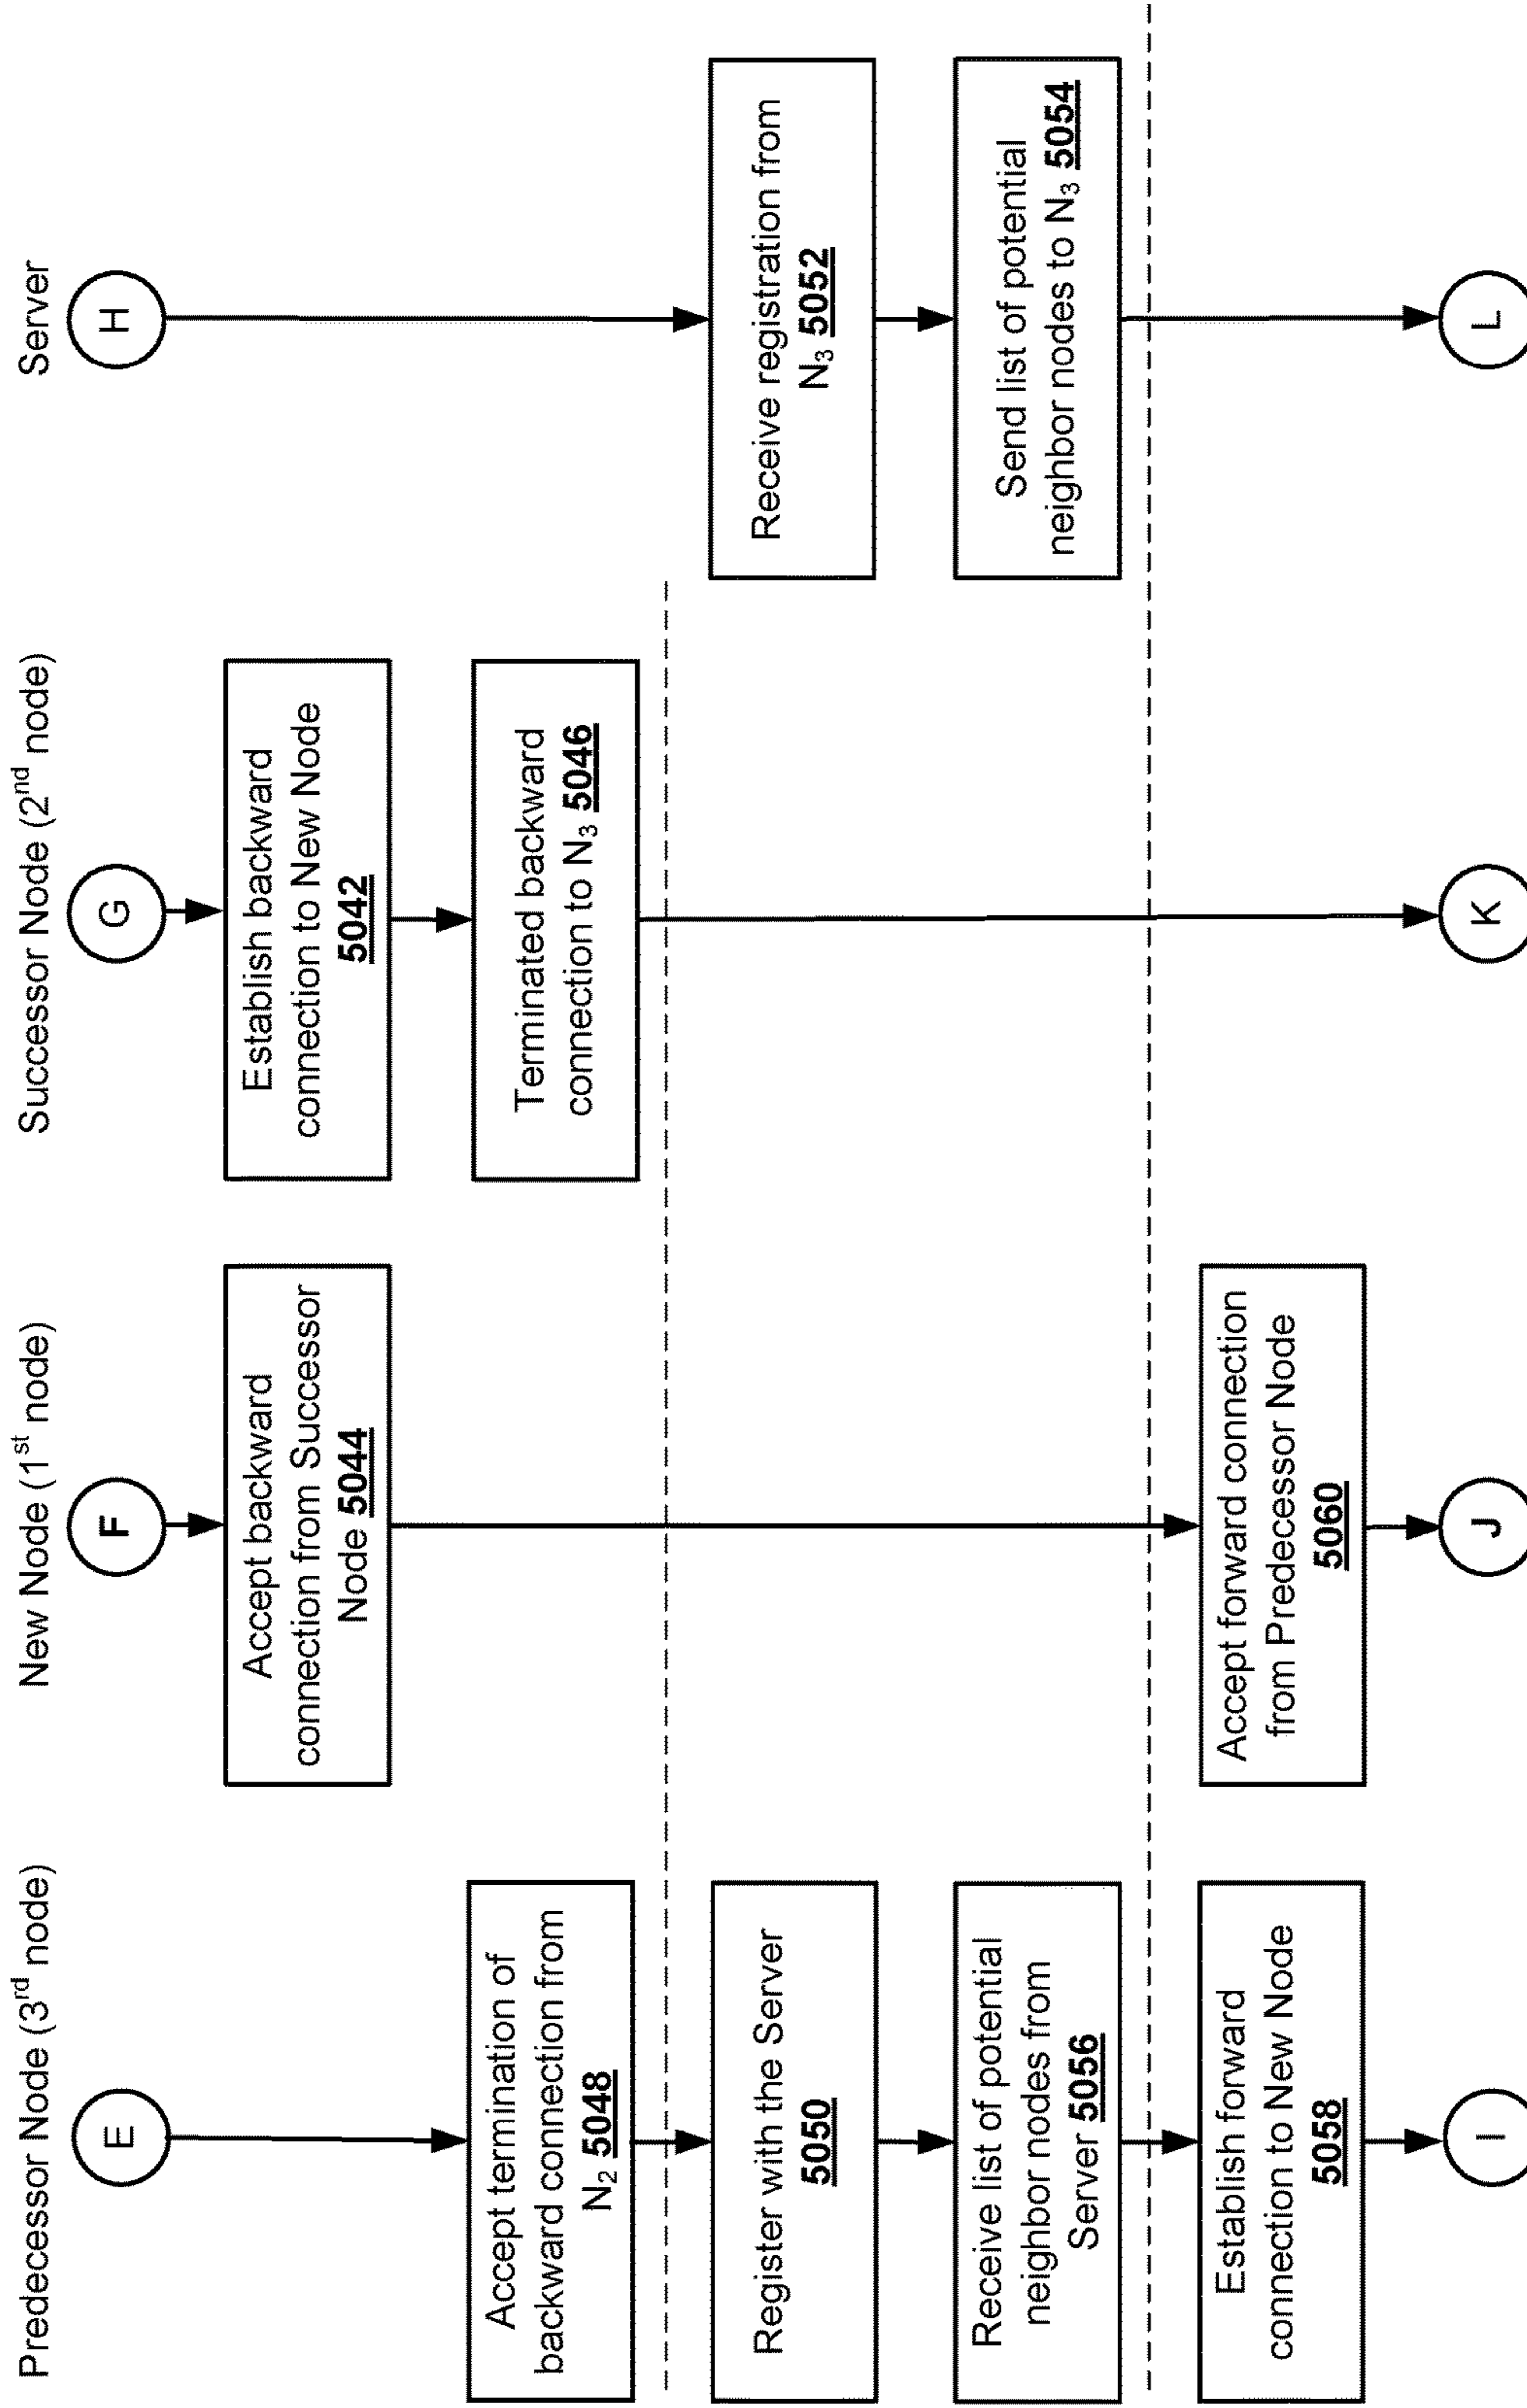 Predecessor Node (3rd node)
E
Accept termination of
backward connection from
N2 5048
Register with the Server
5050
Receive list of potential
neighbor nodes from
Server 5056
Establish forward
connection to New Node
5058
I
New Node (1st node)
F
Accept backward
connection from Successor
Node 5044
Accept forward connection
from Predecessor Node
5060
J
Successor Node (2nd node)
G
Establish backward
connection to New Node
5042
Terminated backward
connection to N3 5046
K
Server
H
Receive registration from
N3 5052
Send list of potential
neighbor nodes to N3 5054
L